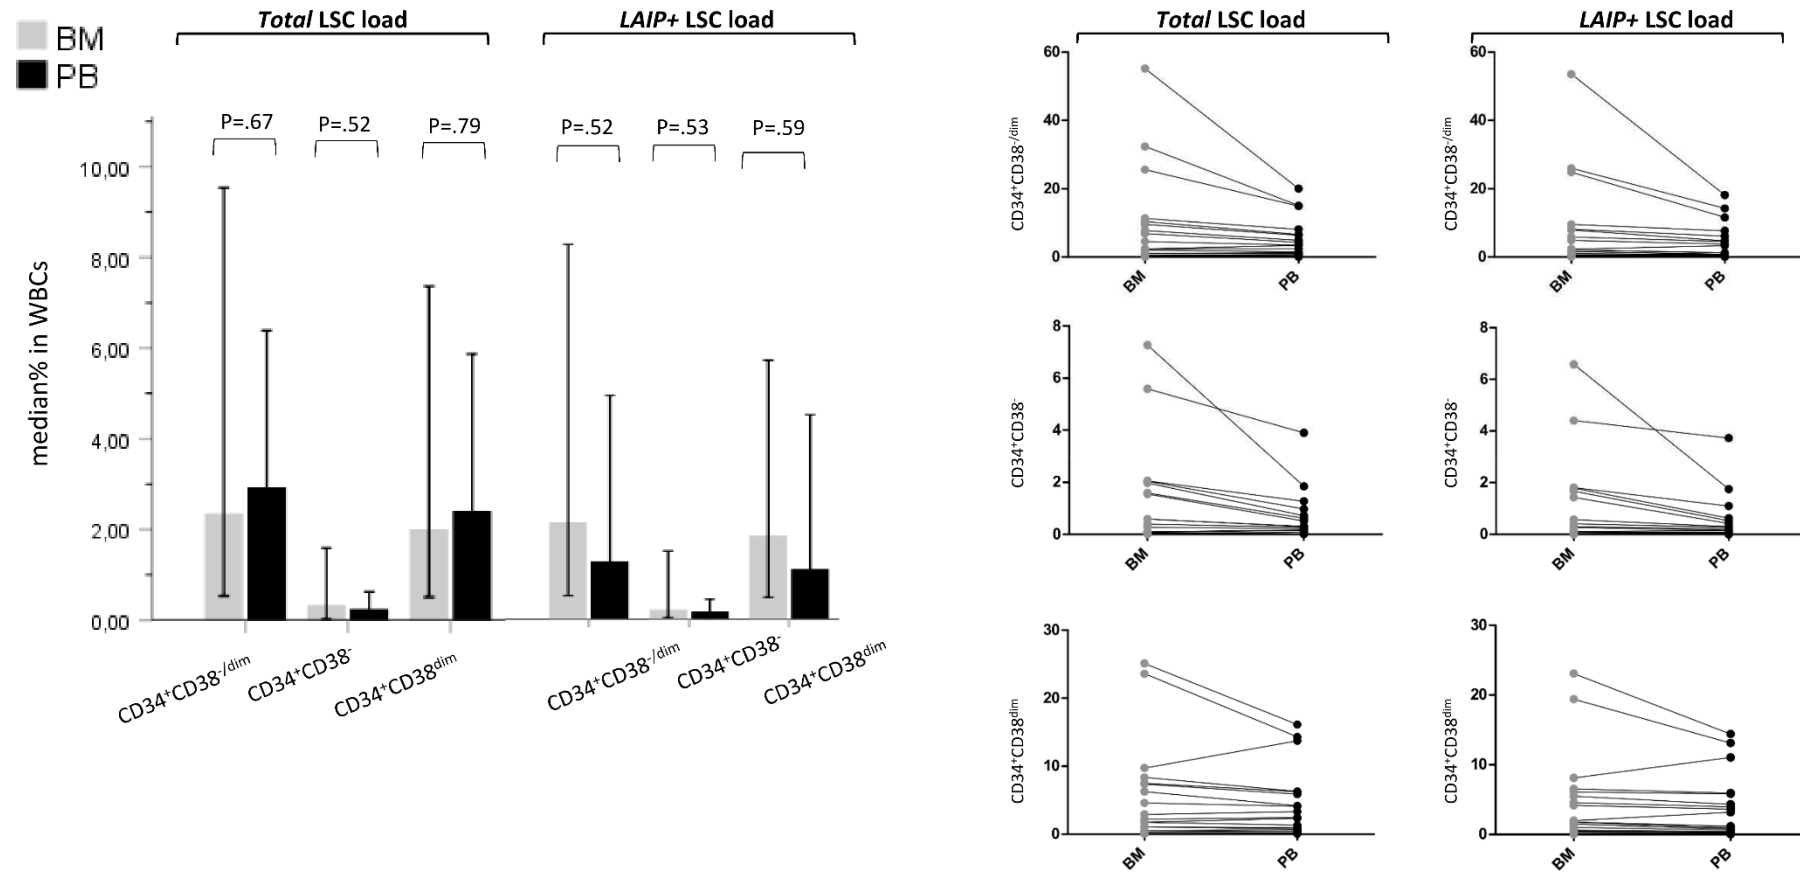 Total LSC load
LAIP+ LSC load
BM
PB
P=.67
P=.52
P=.79
P=.52
P=.53
P=.59
median% in WBCs
10,00
8,00
6,00
4,00
2,00
0,00
CD34⁺CD38⁻/dim
CD34⁺CD38⁻
CD34⁺CD38dim
CD34⁺CD38⁻/dim
CD34⁺CD38⁻
CD34⁺CD38dim
Total LSC load
LAIP+ LSC load
CD34⁺CD38⁻/dim
60
40
20
0
BM
PB
CD34⁺CD38⁻/dim
60
40
20
0
BM
PB
CD34⁺CD38⁻
8
6
4
2
0
BM
PB
CD34⁺CD38⁻
8
6
4
2
0
BM
PB
CD34⁺CD38dim
30
20
10
0
BM
PB
CD34⁺CD38dim
30
20
10
0
BM
PB